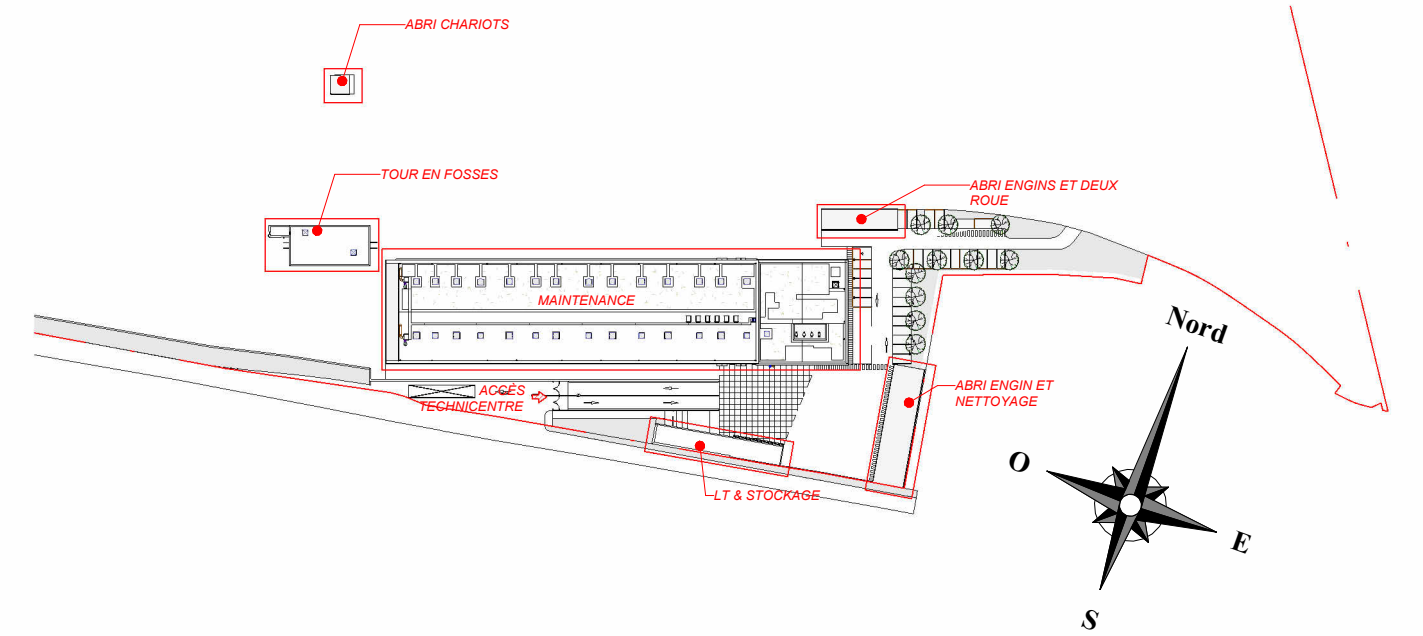 ABRI CHARIOTS
TOUR EN FOSSES
ABRI ENGINS ET DEUX
ROUE
MAINTENANCE
Nord
ACCÈS
TECHNICENTRE
ABRI ENGIN ET
NETTOYAGE
O
LT & STOCKAGE
E
S